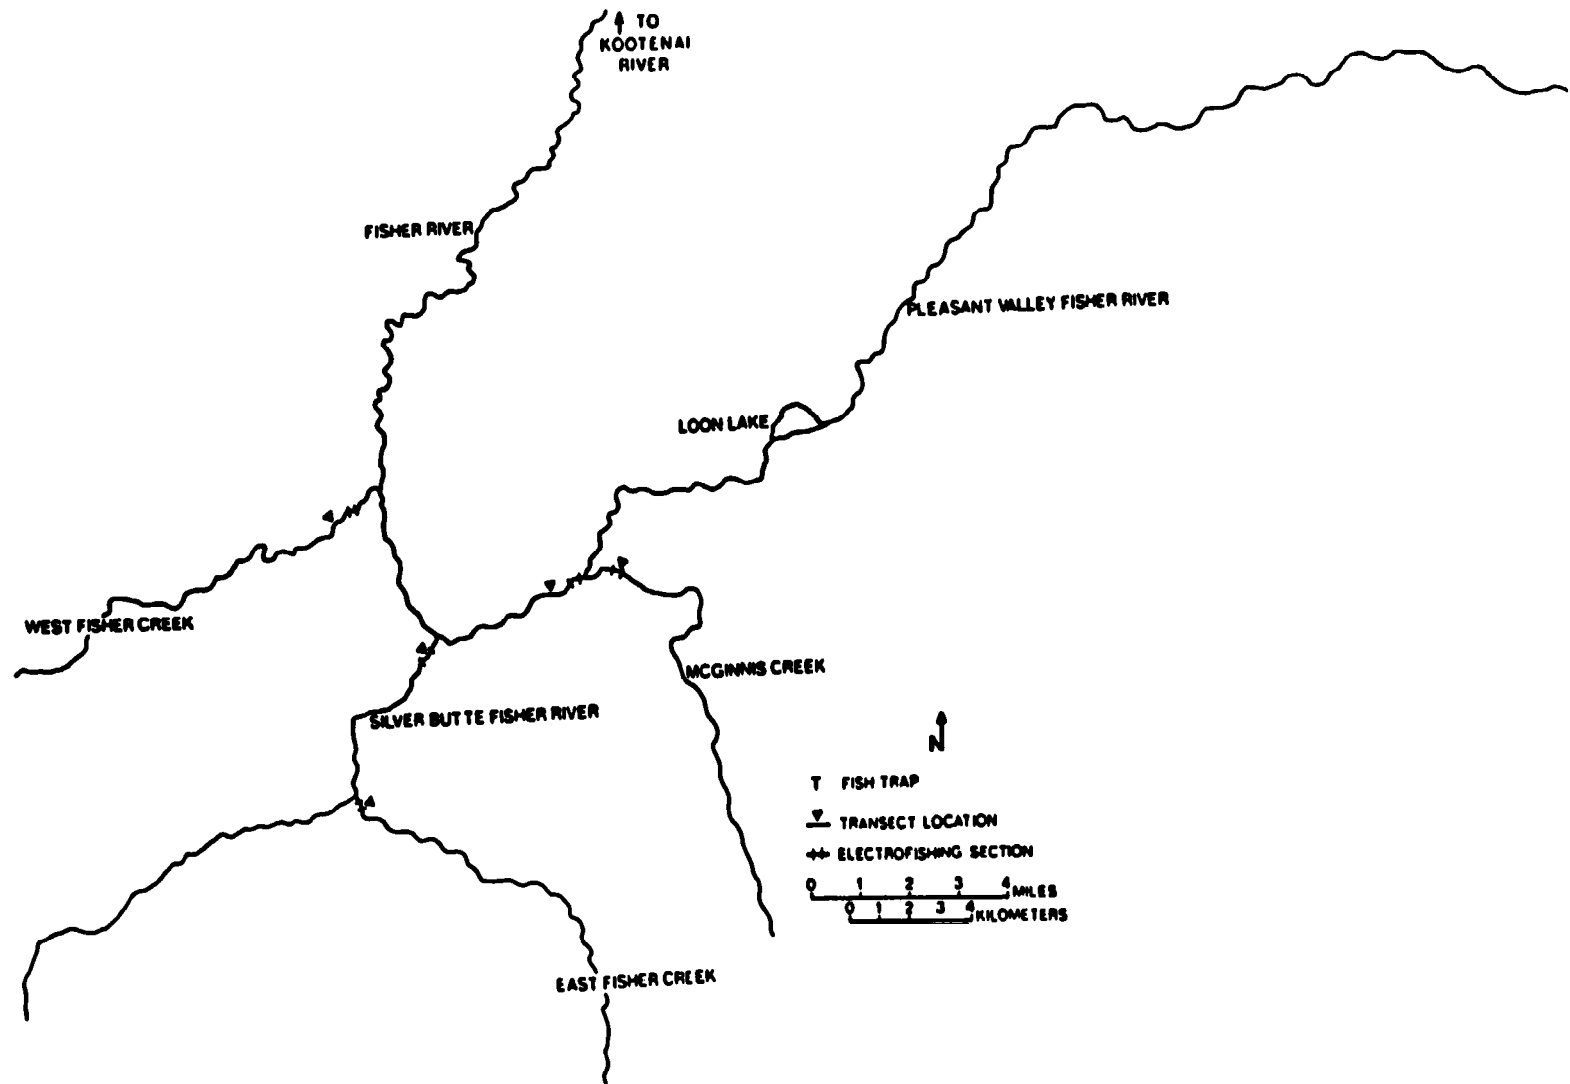 TO
KOOTENAI
RIVER
FISHER RIVER
PLEASANT VALLEY FISHER RIVER
LOON LAKE
WEST FISHER CREEK
MCGINNIS CREEK
SILVER BUTTE FISHER RIVER
N
T FISH TRAP
TRANSECT LOCATION
ELECTROFISHING SECTION
0 1 2 3 4 MILES
0 1 2 3 4 KILOMETERS
EAST FISHER CREEK